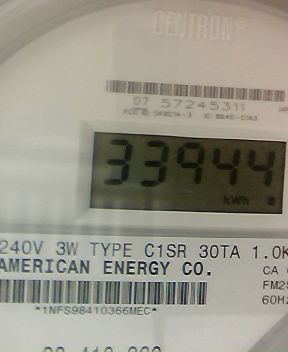 CENTRON®
07 57245311
33944
kWh
240V 3W TYPE C1SR 30TA 1.0K
AMERICAN ENERGY CO.
CA
FM2S
60Hz
*1NFS98410366MEC*